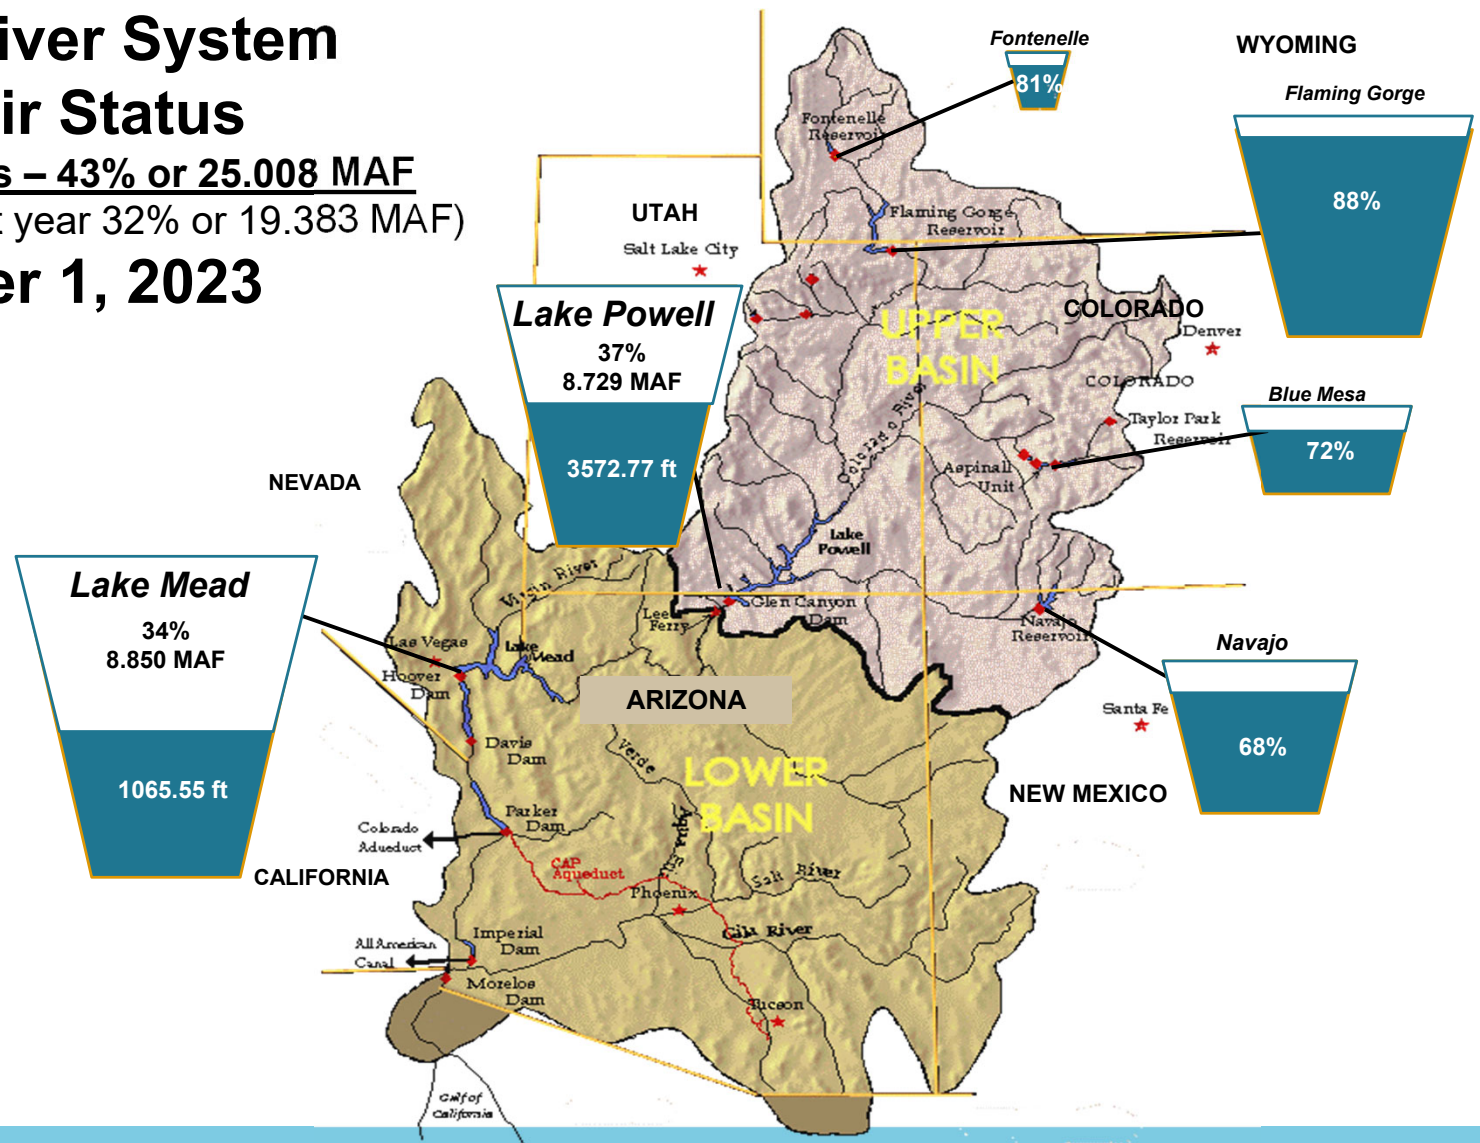 iver System
ir Status
s – 43% or 25.008 MAF
t year 32% or 19.383 MAF)
er 1, 2023
Fontenelle
81%
WYOMING
Flaming Gorge
88%
Fontenelle
Reservoir
UTAH
Salt Lake City
Flaming Gorge
Reservoir
Lake Powell
37%
8.729 MAF
3572.77 ft
UPPER
BASIN
COLORADO
Denver
COLORADO
Blue Mesa
72%
Taylor Park
Reservoir
Colorado River
Aspinall
Unit
NEVADA
Lake
Powell
Lake Mead
34%
8.850 MAF
1065.55 ft
Virgin River
Lee
Ferry
Glen Canyon
Dam
Navajo
Reservoir
Navajo
68%
Las Vegas
Lake
Mead
Hoover
Dam
ARIZONA
Santa Fe
Davis
Dam
Verde
LOWER
BASIN
NEW MEXICO
Parker
Dam
Colorado
Adueduct
Agua Fria
CALIFORNIA
CAP
Aqueduct
Salt River
Phoenix
Gila River
Imperial
Dam
All American
Canal
Morelos
Dam
Tucson
Gulf of
California